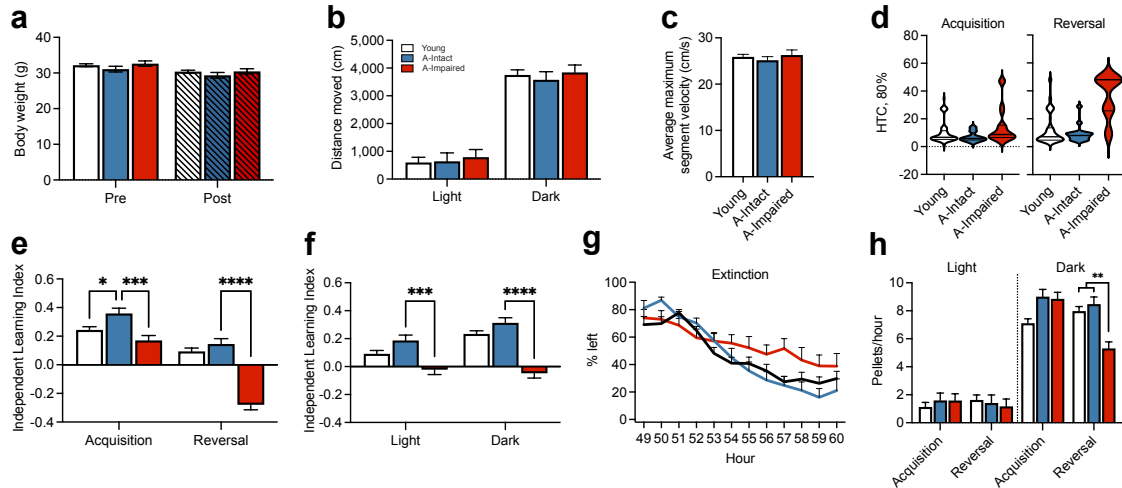 a
Body weight (g)
40
30
20
10
0
Pre
Post
b
Distance moved (cm)
5,000
4,000
3,000
2,000
1,000
0
Young
A-Intact
A-Impaired
Light
Dark
c
Average maximum
segment velocity (cm/s)
30
20
10
0
Young
A-Intact
A-Impaired
d
Acquisition
Reversal
HTC, 80%
80
60
40
20
0
-20
Young
A-Intact
A-Impaired
Young
A-Intact
A-Impaired
e
Independent Learning Index
0.6
0.4
0.2
0.0
-0.2
-0.4
*
***
****
Acquisition
Reversal
f
Independent Learning Index
0.6
0.4
0.2
0.0
-0.2
-0.4
***
****
Light
Dark
g
Extinction
% left
100
80
60
40
20
0
49 50 51 52 53 54 55 56 57 58 59 60
Hour
h
Light
Dark
Pellets/hour
10
8
6
4
2
0
**
Acquisition
Reversal
Acquisition
Reversal